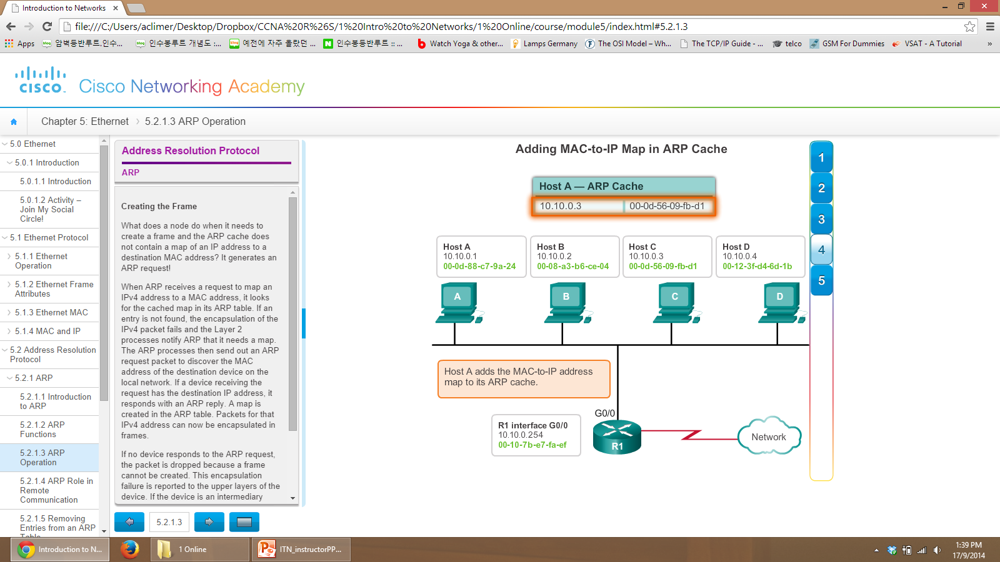 Introduction to Networks
file:///C:/Users/aclimer/Desktop/Dropbox/CCNA%20R%26S/1%20Intro%20to%20Networks/1%20Online/course/module5/index.html#5.2.1.3
Apps
암벽등반루트.인수...
인수봉루트 개념도 :...
예전에 자주 올랐던 ...
인수봉등반루트 :: ...
Watch Yoga & other...
Lamps Germany
The OSI Model – Wh...
The TCP/IP Guide - ...
telco
GSM For Dummies
VSAT - A Tutorial
»
cisco.
Cisco Networking Academy
Chapter 5: Ethernet
5.2.1.3 ARP Operation
5.0 Ethernet
5.0.1 Introduction
5.0.1.1 Introduction
5.0.1.2 Activity –
Join My Social
Circle!
5.1 Ethernet Protocol
5.1.1 Ethernet
Operation
5.1.2 Ethernet Frame
Attributes
5.1.3 Ethernet MAC
5.1.4 MAC and IP
5.2 Address Resolution
Protocol
5.2.1 ARP
5.2.1.1 Introduction
to ARP
5.2.1.2 ARP
Functions
5.2.1.3 ARP
Operation
5.2.1.4 ARP Role in
Remote
Communication
5.2.1.5 Removing
Entries from an ARP
Table
Address Resolution Protocol
ARP
Creating the Frame
What does a node do when it needs to
create a frame and the ARP cache does
not contain a map of an IP address to a
destination MAC address? It generates an
ARP request!
When ARP receives a request to map an
IPv4 address to a MAC address, it looks
for the cached map in its ARP table. If an
entry is not found, the encapsulation of the
IPv4 packet fails and the Layer 2
processes notify ARP that it needs a map.
The ARP processes then send out an ARP
request packet to discover the MAC
address of the destination device on the
local network. If a device receiving the
request has the destination IP address, it
responds with an ARP reply. A map is
created in the ARP table. Packets for that
IPv4 address can now be encapsulated in
frames.
If no device responds to the ARP request,
the packet is dropped because a frame
cannot be created. This encapsulation
failure is reported to the upper layers of the
device. If the device is an intermediary
5.2.1.3
Adding MAC-to-IP Map in ARP Cache
Host A — ARP Cache
10.10.0.3 00-0d-56-09-fb-d1
Host A
10.10.0.1
00-0d-88-c7-9a-24
Host B
10.10.0.2
00-08-a3-b6-ce-04
Host C
10.10.0.3
00-0d-56-09-fb-d1
Host D
10.10.0.4
00-12-3f-d4-6d-1b
A
B
C
D
Host A adds the MAC-to-IP address
map to its ARP cache.
G0/0
R1 interface G0/0
10.10.0.254
00-10-7b-e7-fa-ef
R1
Network
1
2
3
4
5
Introduction to N...
1 Online
ITN_instructorPP...
1:39 PM
17/9/2014